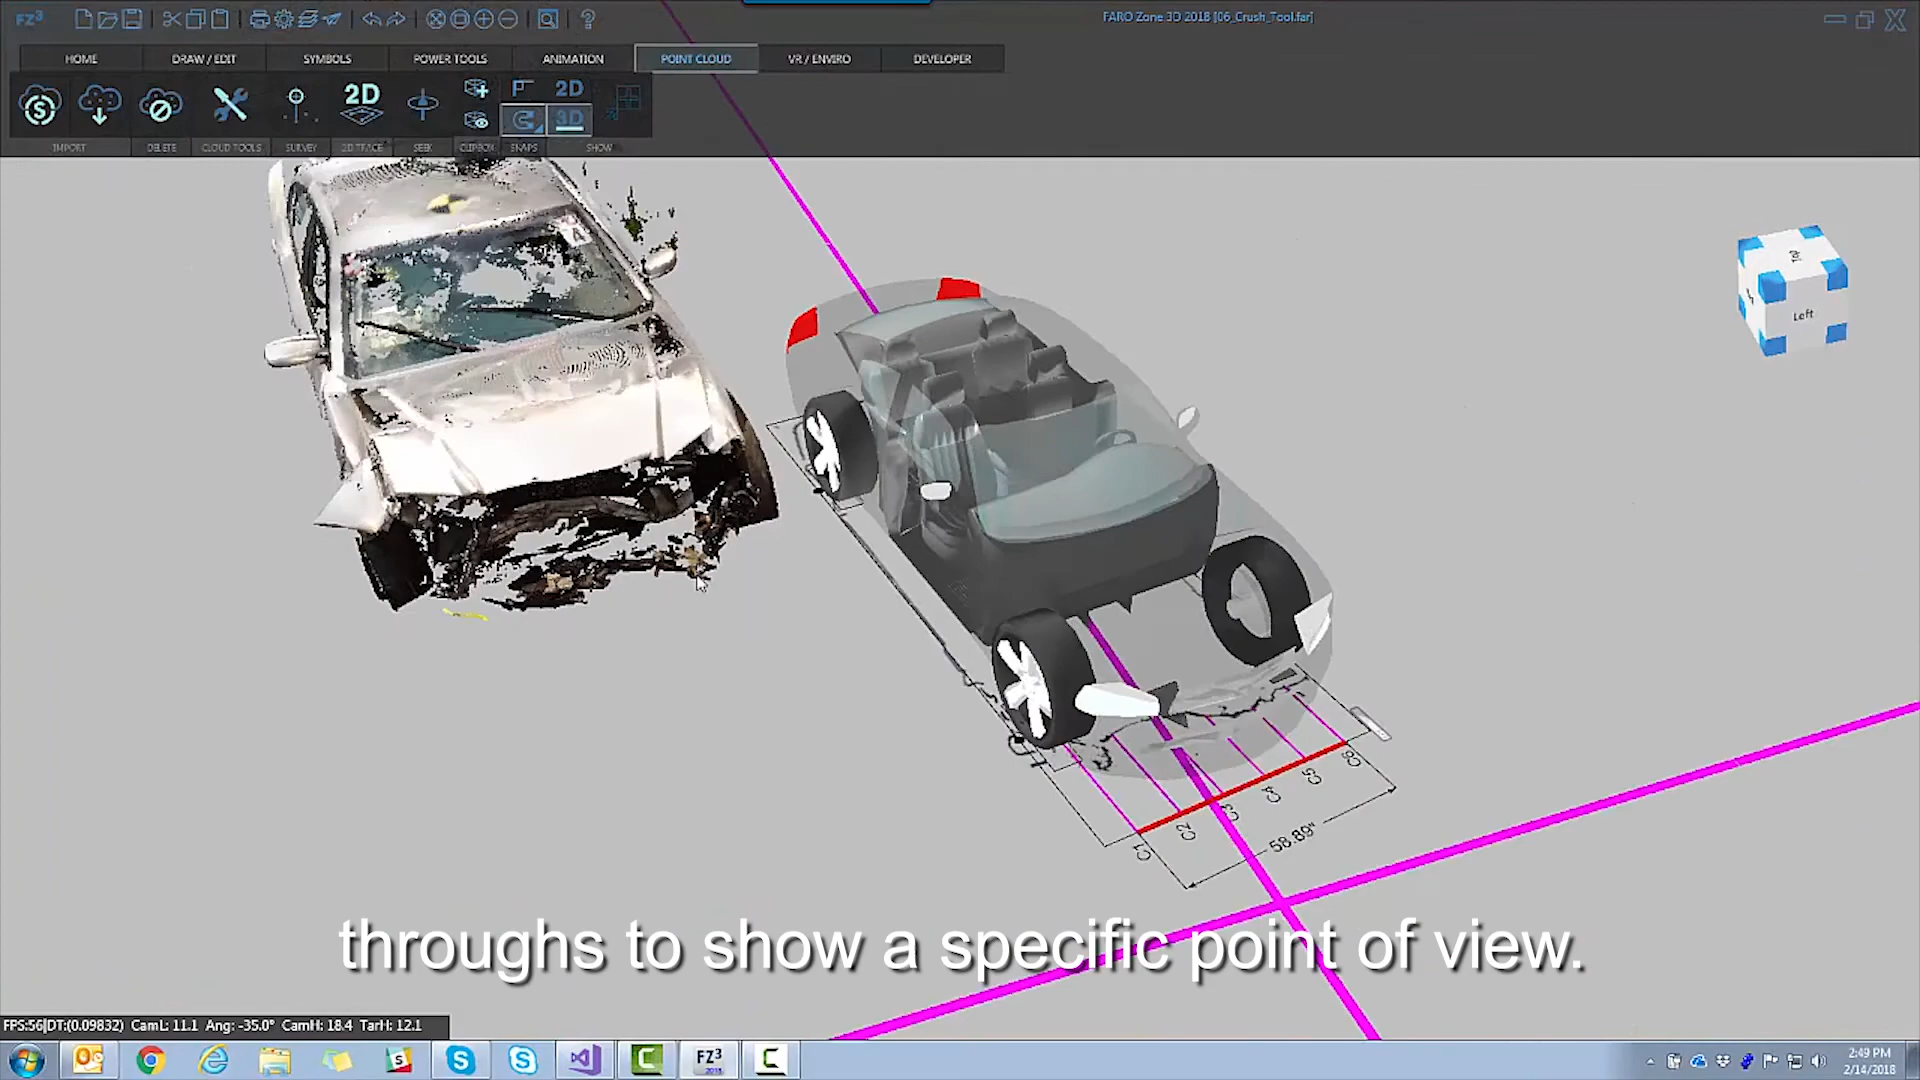 FZ³
FARO Zone 3D 2018 [06_Crush_Tool.far]
HOME DRAW / EDIT SYMBOLS POWER TOOLS ANIMATION POINT CLOUD VR / ENVIRO DEVELOPER
2D
2D
3D
IMPORT DELETE CLOUD TOOLS SURVEY 2D TRACE SEEK CLIPBOX SNAPS SHOW
Top
Left
C1 C2 C3 C4 C5 C6
58.89"
throughs to show a specific point of view.
FPS:56|DT:(0.09832) CamL: 11.1 Ang: -35.0° CamH: 18.4 TarH: 12.1
FZ3
2018
2:49 PM
2/14/2018